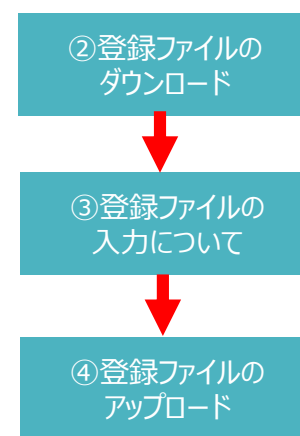 ②登録ファイルの
ダウンロード
③登録ファイルの
入力について
④登録ファイルの
アップロード